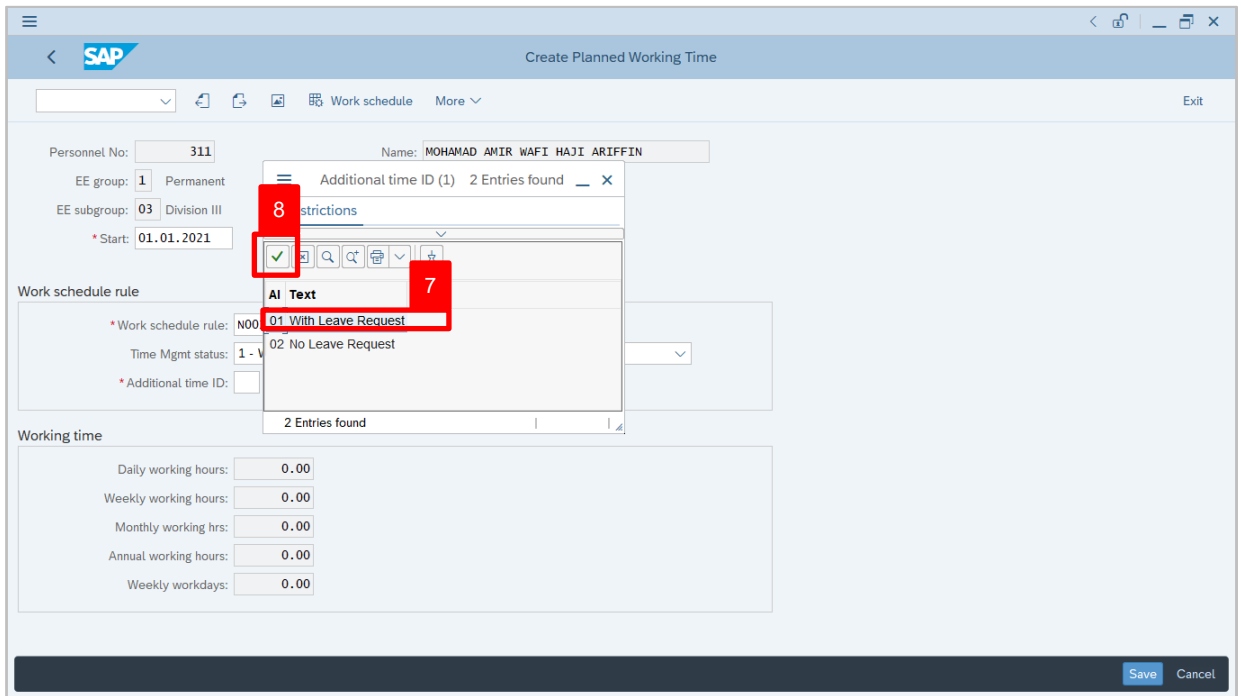 SAP
Create Planned Working Time
Work schedule More Exit
Personnel No: 311 Name: MOHAMAD AMIR WAFI HAJI ARIFFIN
EE group: 1 Permanent
Additional time ID (1) 2 Entries found
EE subgroup: 03 Division III
8
strictions
* Start: 01.01.2021
7
Work schedule rule
AI Text
01 With Leave Request
* Work schedule rule: N00
02 No Leave Request
Time Mgmt status: 1 -
* Additional time ID:
2 Entries found
Working time
Daily working hours: 0.00
Weekly working hours: 0.00
Monthly working hrs: 0.00
Annual working hours: 0.00
Weekly workdays: 0.00
Save Cancel